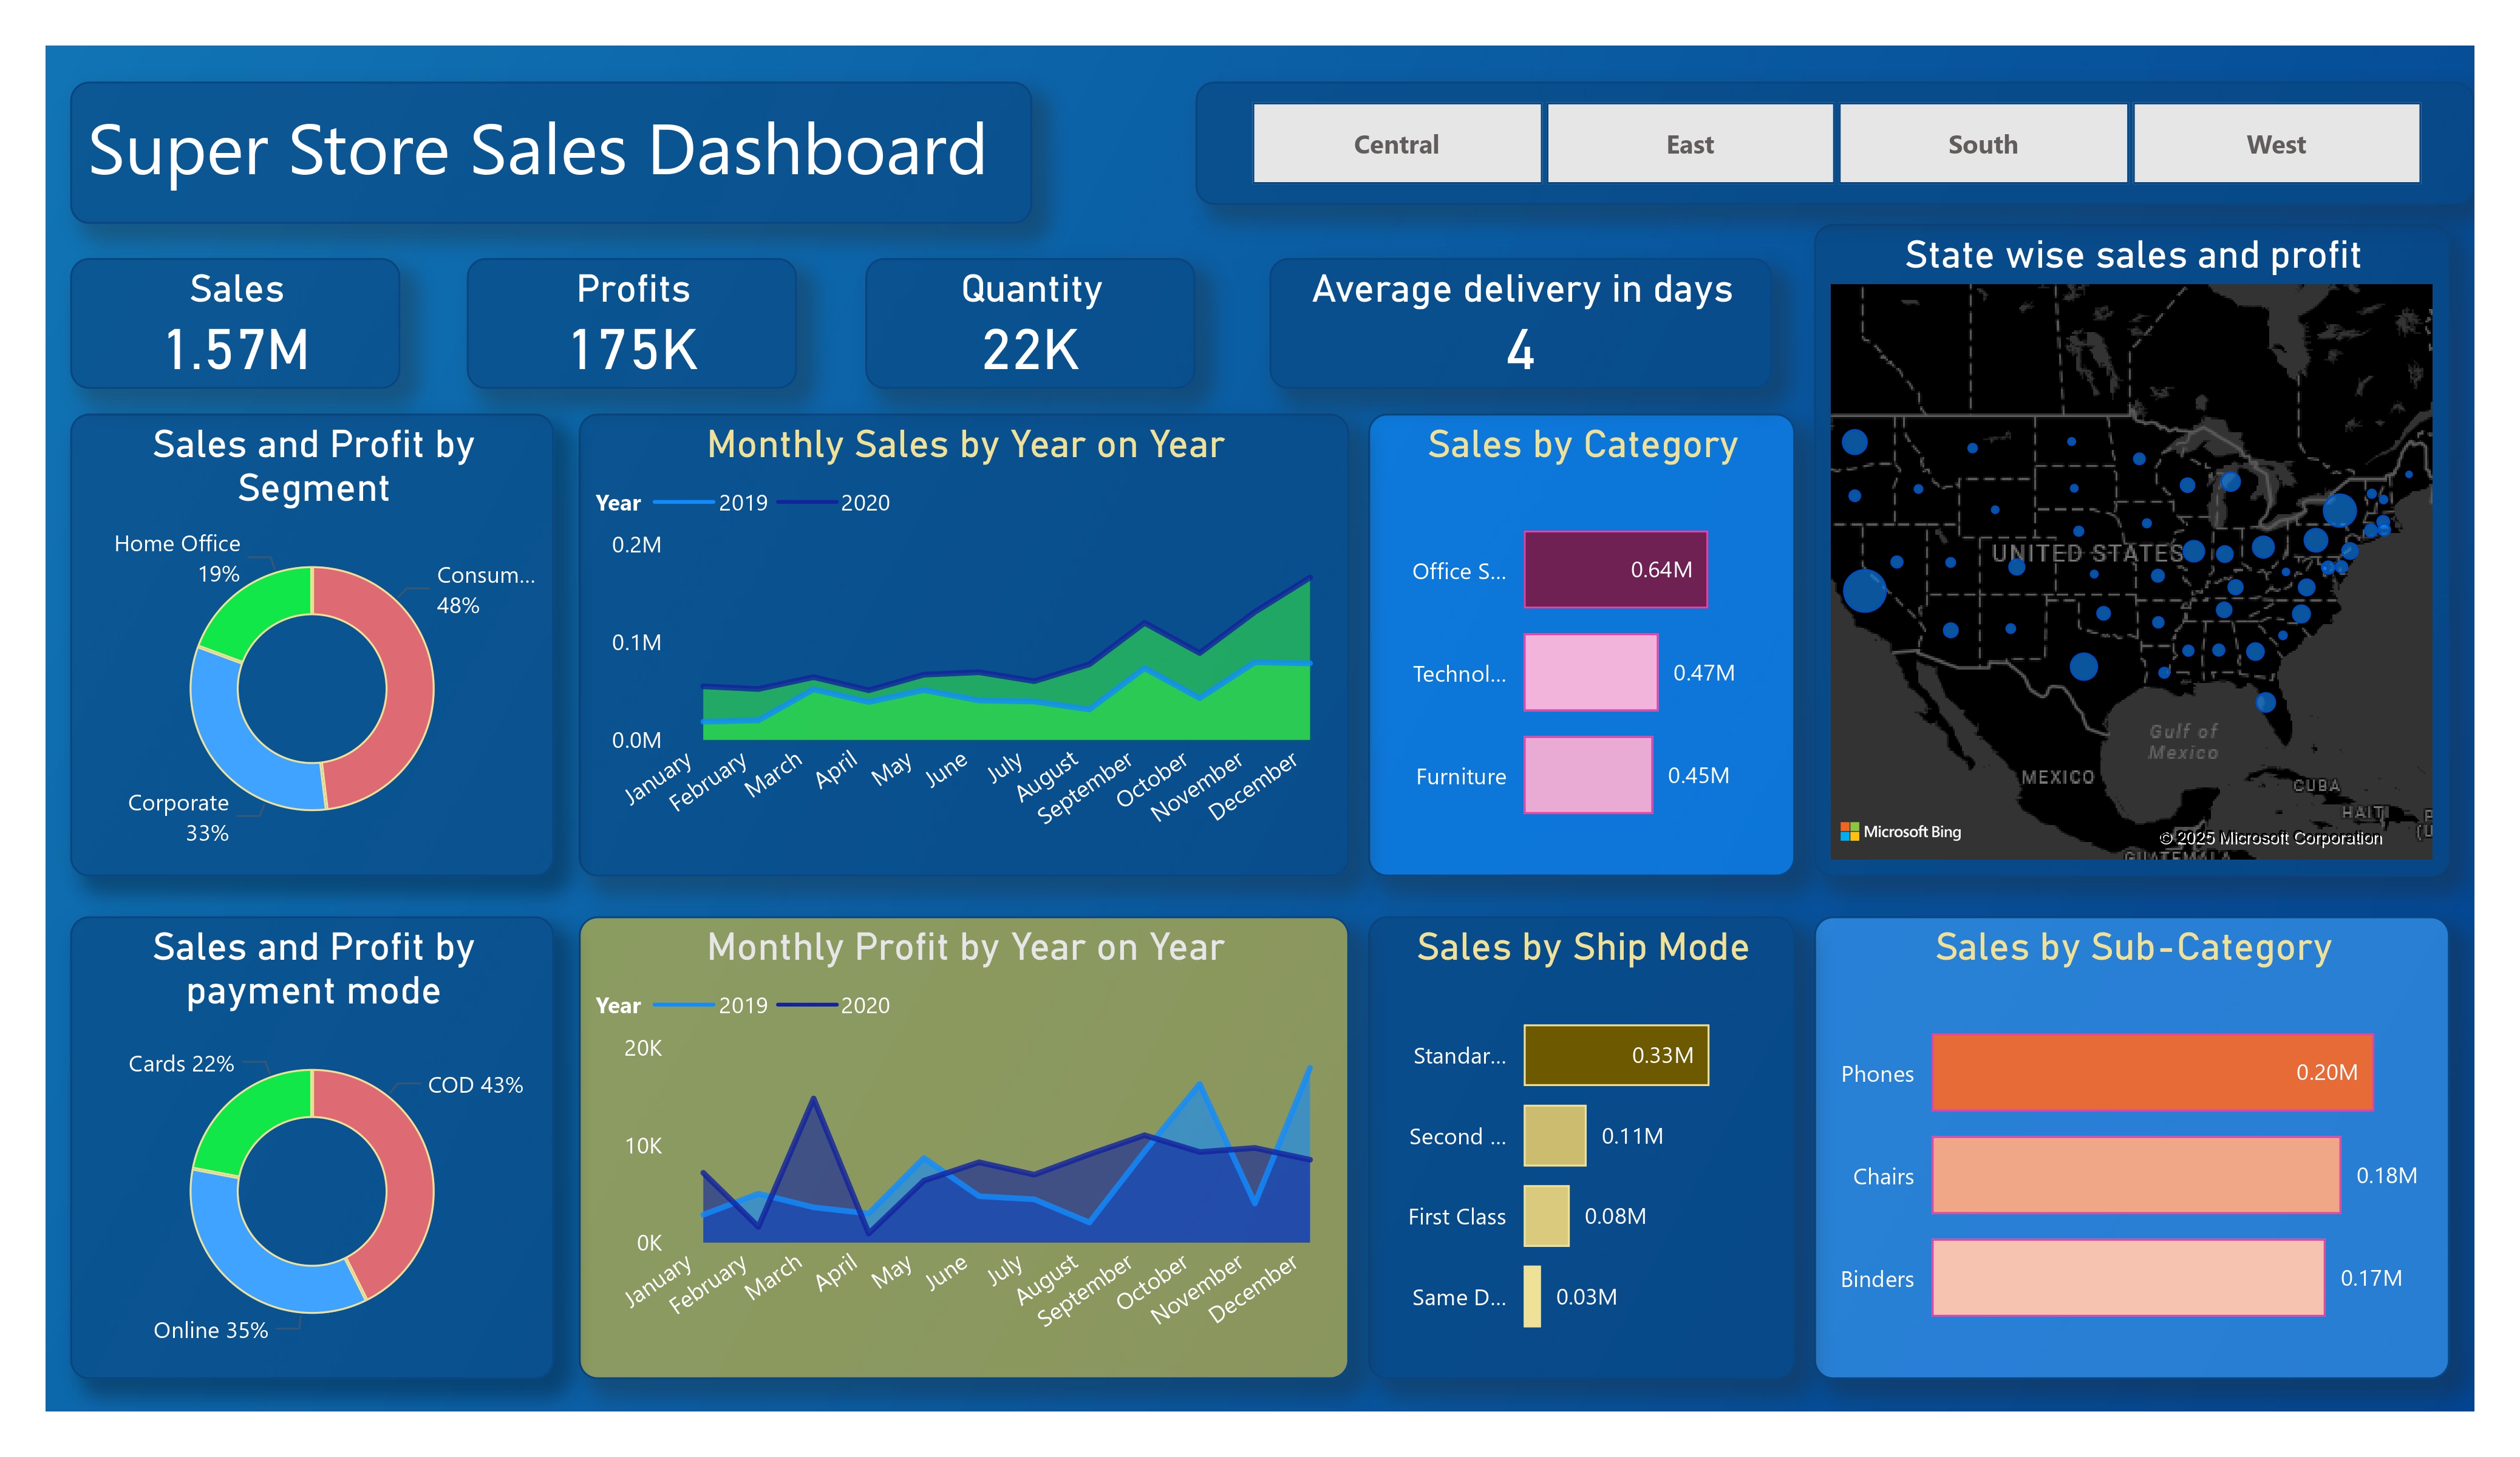 Super Store Sales Dashboard
Central
East
South
West
Sales
1.57M
Profits
175K
Quantity
22K
Average delivery in days
4
State wise sales and profit
UNITED STATES
Gulf of
Mexico
MEXICO
CUBA
HAITI
GUATEMALA
Microsoft Bing
© 2025 Microsoft Corporation
Sales and Profit by
Segment
Home Office
19%
Consum...
48%
Corporate
33%
Monthly Sales by Year on Year
Year 2019 2020
0.2M
0.1M
0.0M
January
February
March
April
May
June
July
August
September
October
November
December
Sales by Category
Office S... 0.64M
Technol... 0.47M
Furniture 0.45M
Sales and Profit by
payment mode
Cards 22%
COD 43%
Online 35%
Monthly Profit by Year on Year
Year 2019 2020
20K
10K
0K
January
February
March
April
May
June
July
August
September
October
November
December
Sales by Ship Mode
Standar... 0.33M
Second ... 0.11M
First Class 0.08M
Same D... 0.03M
Sales by Sub-Category
Phones 0.20M
Chairs 0.18M
Binders 0.17M